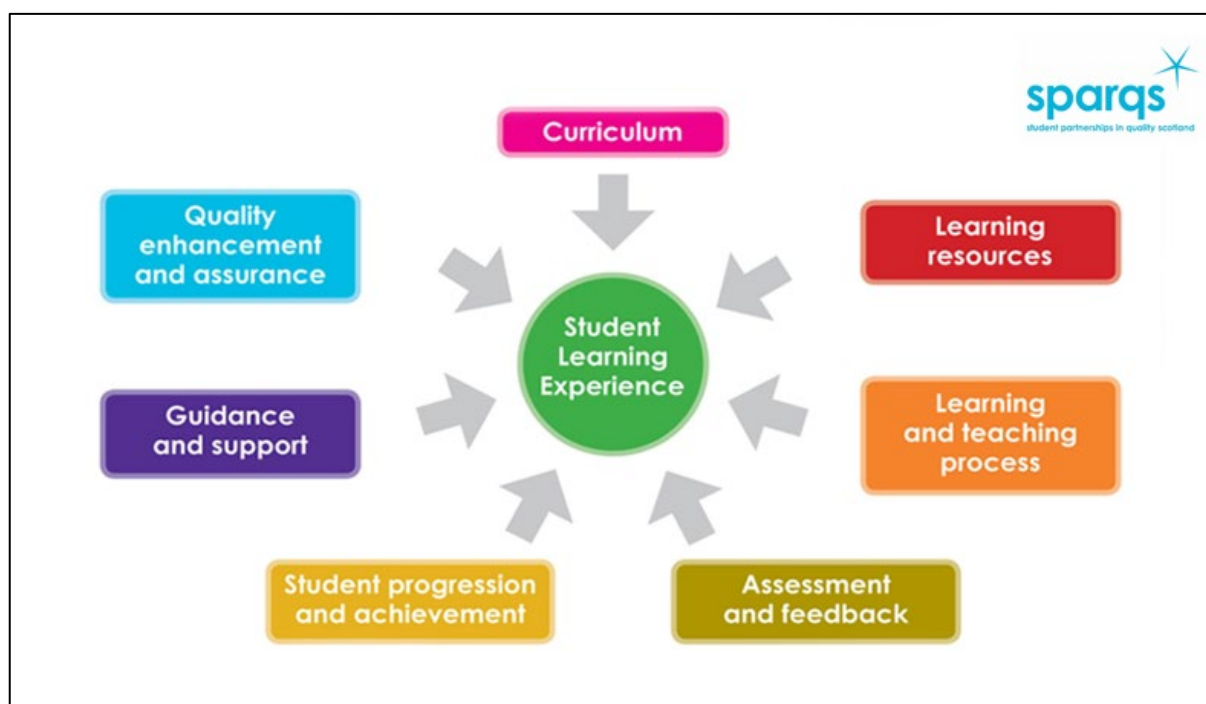 sparqs
student partnerships in quality scotland
Curriculum
Quality
enhancement
and assurance
Learning
resources
Student
Learning
Experience
Guidance
and support
Learning
and teaching
process
Student progression
and achievement
Assessment
and feedback